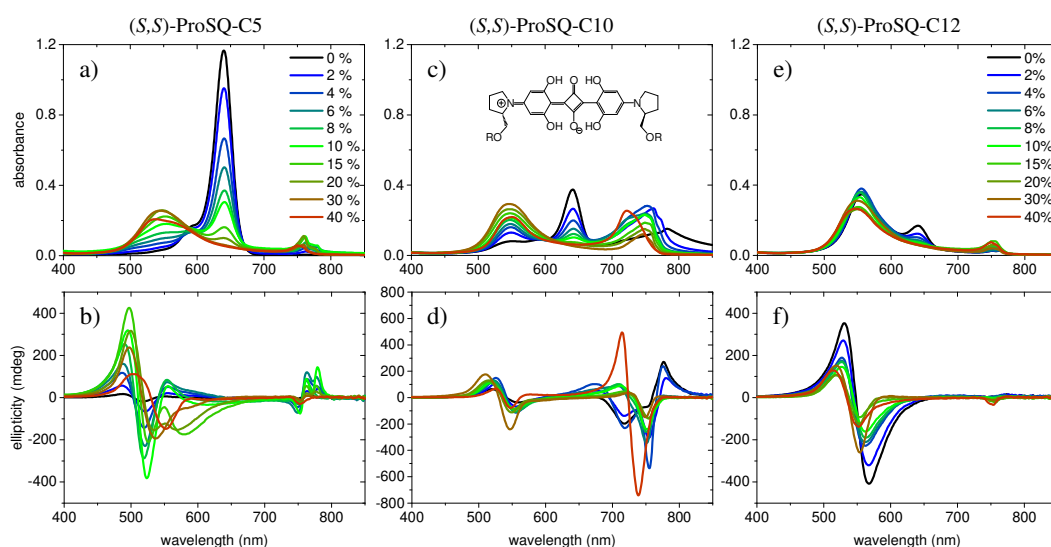 (S,S)-ProSQ-C5
(S,S)-ProSQ-C10
(S,S)-ProSQ-C12
1.2
0.8
0.4
0.0
absorbance
a)
0 %
2 %
4 %
6 %
8 %
10 %
15 %
20 %
30 %
40 %
400 500 600 700 800
1.2
0.8
0.4
0.0
c)
OH O HO
N
⊕
OH O HO
⊖
N
RO
OR
400 500 600 700 800
1.2
0.8
0.4
0.0
e)
0%
2%
4%
6%
8%
10%
15%
20%
30%
40%
400 500 600 700 800
ellipticity (mdeg)
400
200
0
-200
-400
b)
400 500 600 700 800
wavelength (nm)
800
600
400
200
0
-200
-400
-600
-800
d)
400 500 600 700 800
wavelength (nm)
400
200
0
-200
-400
f)
400 500 600 700 800
wavelength (nm)